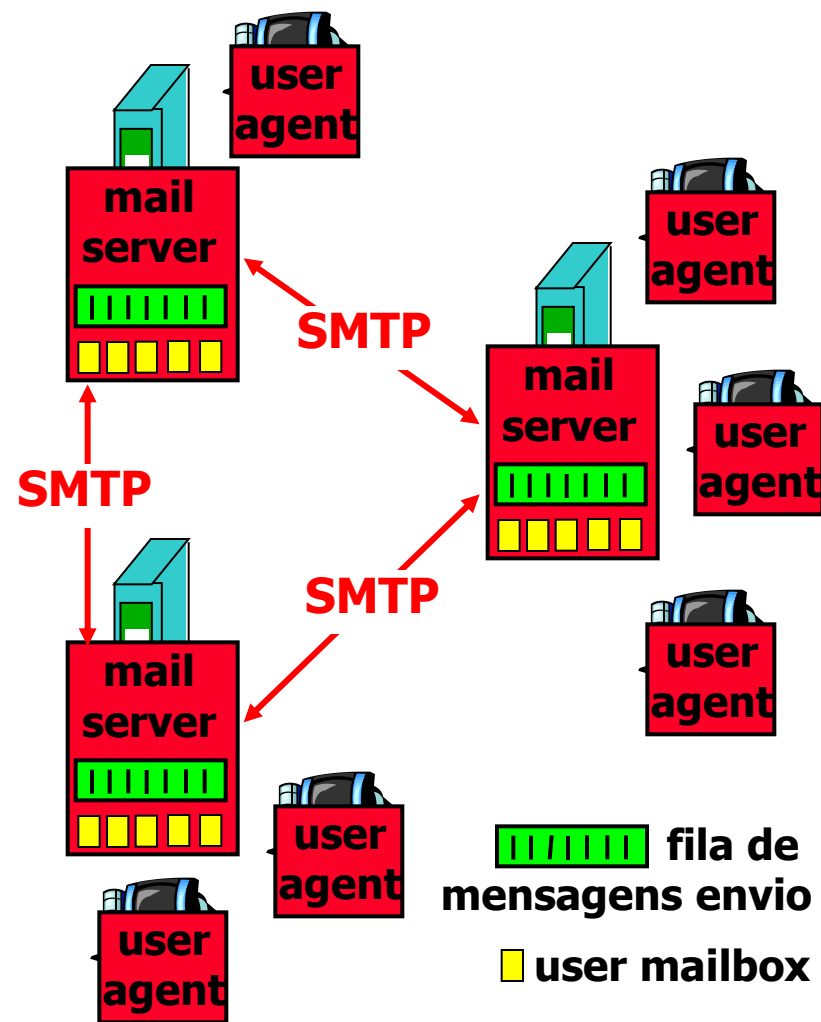 user
agent
mail
server
SMTP
user
agent
mail
server
user
agent
SMTP
SMTP
mail
server
user
agent
user
agent
user
agent
fila de
mensagens envio
user mailbox